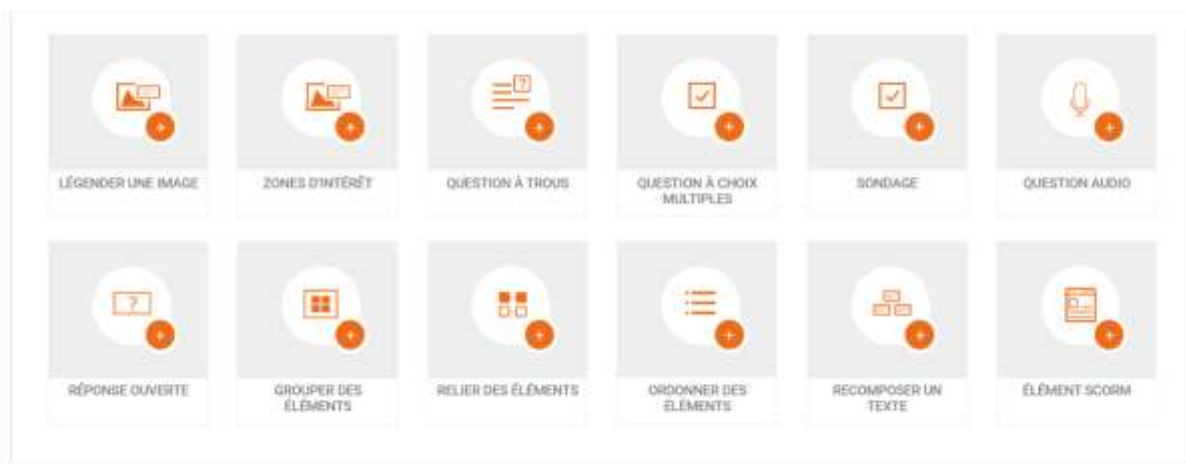 LÉGENDER UNE IMAGE
ZONES D'INTÉRÊT
QUESTION À TROUS
QUESTION À CHOIX
MULTIPLES
SONDAGE
QUESTION AUDIO
RÉPONSE OUVERTE
GROUPER DES
ÉLÉMENTS
RELIER DES ÉLÉMENTS
ORDONNER DES
ÉLÉMENTS
RECOMPOSER UN
TEXTE
ÉLÉMENT SCORM